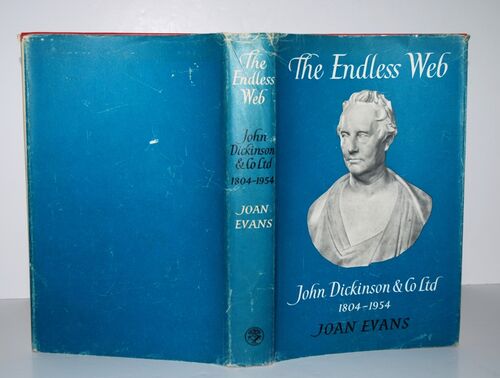 The
Endless
Web
John
Dickinson
& Co Ltd
1804-1954
JOAN
EVANS
The Endless Web
John Dickinson & Co Ltd
1804-1954
JOAN EVANS